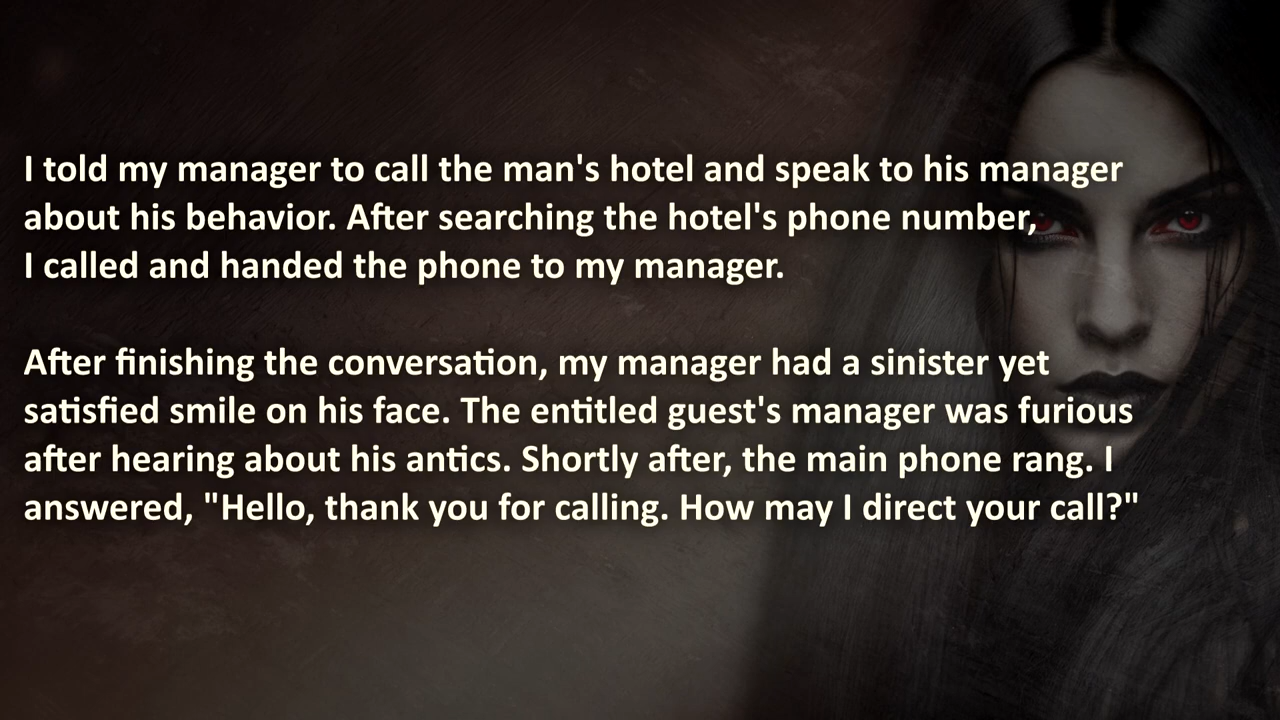 I told my manager to call the man's hotel and speak to his manager
about his behavior. After searching the hotel's phone number,
I called and handed the phone to my manager.
After finishing the conversation, my manager had a sinister yet
satisfied smile on his face. The entitled guest's manager was furious
after hearing about his antics. Shortly after, the main phone rang. I
answered, "Hello, thank you for calling. How may I direct your call?"